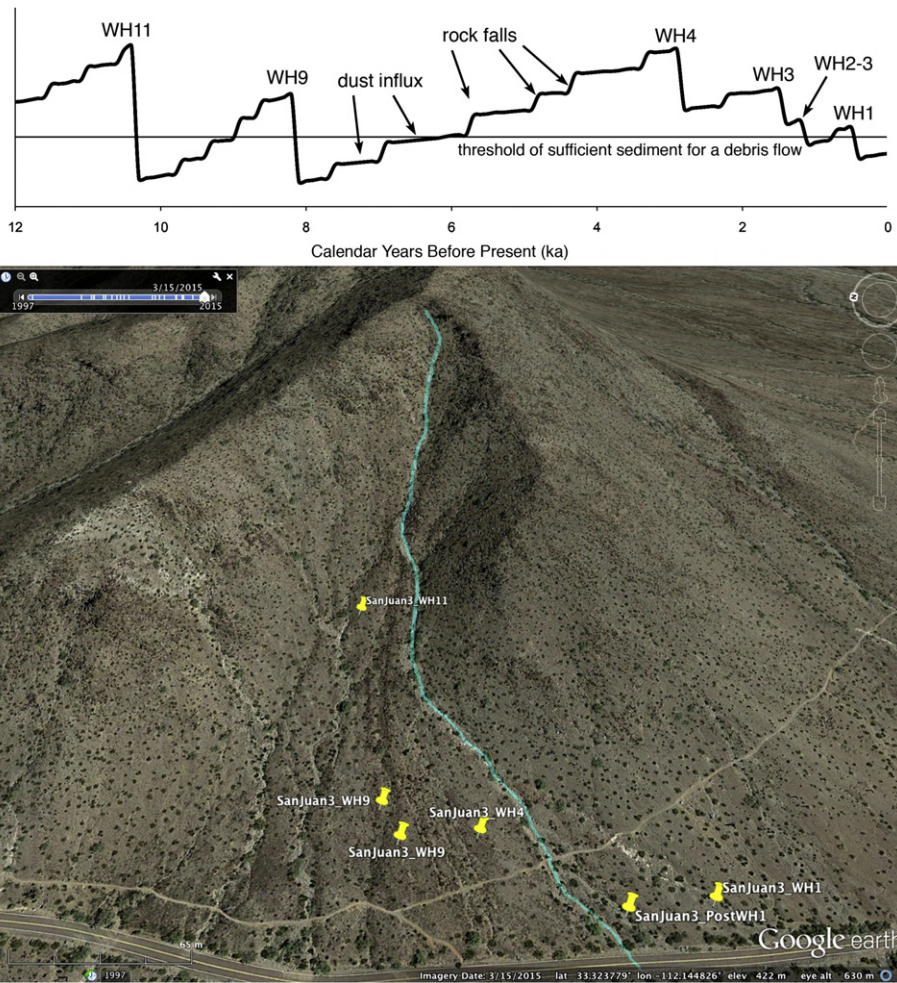 WH11
WH9
dust influx
rock falls
WH4
WH3
WH2-3
WH1
threshold of sufficient sediment for a debris flow
12 10 8 6 4 2 0
Calendar Years Before Present (ka)
3/15/2015
1997 2015
SanJuan3_WH11
SanJuan3_WH9
SanJuan3_WH4
SanJuan3_WH9
SanJuan3_WH1
SanJuan3_PostWH1
Google earth
65 m
1997
Imagery Date: 3/15/2015 lat 33.323779° lon -112.144826° elev 422 m eye alt 630 m